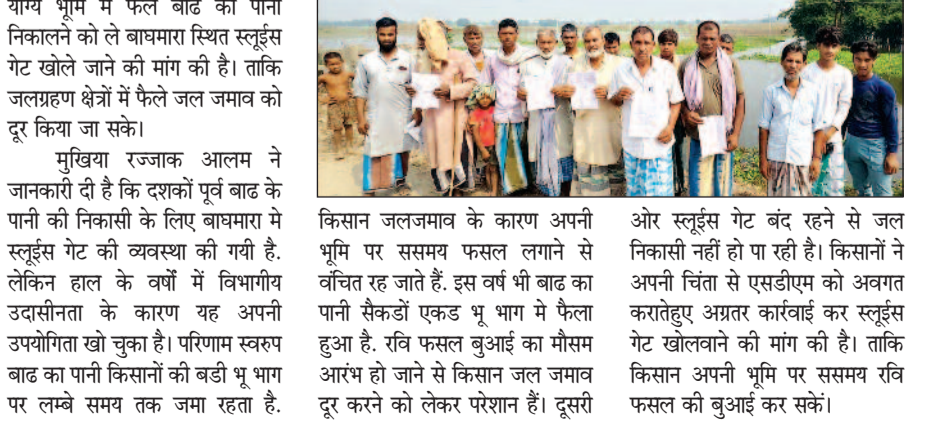 योग्य भूमि में फैले बाढ का पानी
निकालने को ले बाघमारा स्थित स्लूईस
गेट खोले जाने की मांग की है। ताकि
जलग्रहण क्षेत्रों में फैले जल जमाव को
दूर किया जा सके।
मुखिया रज्जाक आलम ने
जानकारी दी है कि दशकों पूर्व बाढ के
पानी की निकासी के लिए बाघमारा मे
स्लूईस गेट की व्यवस्था की गयी है.
लेकिन हाल के वर्षों में विभागीय
उदासीनता के कारण यह अपनी
उपयोगिता खो चुका है। परिणाम स्वरुप
बाढ का पानी किसानों की बडी भू भाग
पर लम्बे समय तक जमा रहता है.
किसान जलजमाव के कारण अपनी
भूमि पर ससमय फसल लगाने से
वंचित रह जाते हैं. इस वर्ष भी बाढ का
पानी सैकडों एकड भू भाग मे फैला
हुआ है. रवि फसल बुआई का मौसम
आरंभ हो जाने से किसान जल जमाव
दूर करने को लेकर परेशान हैं। दूसरी
ओर स्लूईस गेट बंद रहने से जल
निकासी नहीं हो पा रही है। किसानों ने
अपनी चिंता से एसडीएम को अवगत
करातेहुए अग्रतर कार्रवाई कर स्लूईस
गेट खोलवाने की मांग की है। ताकि
किसान अपनी भूमि पर ससमय रवि
फसल की बुआई कर सकें।